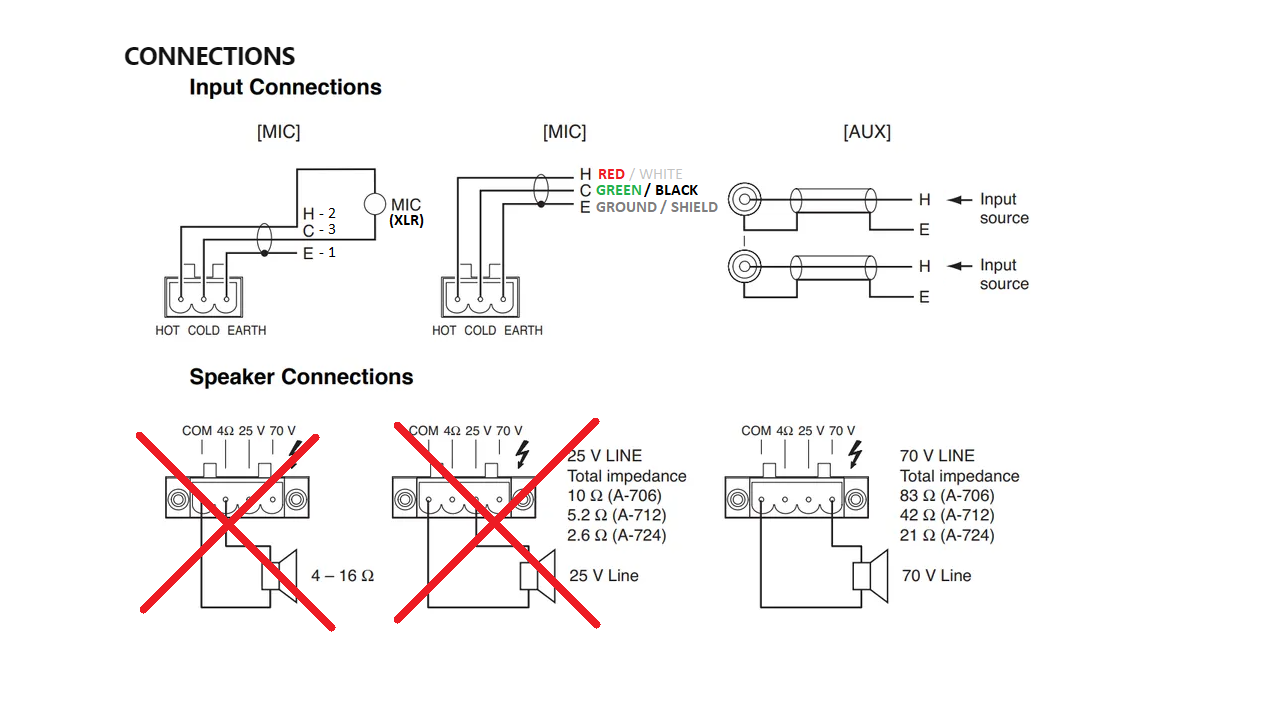 CONNECTIONS
Input Connections
[MIC]
[MIC]
[AUX]
MIC
(XLR)
H - 2
C - 3
E - 1
HOT COLD EARTH
H RED / WHITE
C GREEN / BLACK
E GROUND / SHIELD
HOT COLD EARTH
H
Input
source
E
H
Input
source
E
Speaker Connections
COM 4Ω 25 V 70 V
4 – 16 Ω
COM 4Ω 25 V 70 V
25 V LINE
Total impedance
10 Ω (A-706)
5.2 Ω (A-712)
2.6 Ω (A-724)
25 V Line
COM 4Ω 25 V 70 V
70 V LINE
Total impedance
83 Ω (A-706)
42 Ω (A-712)
21 Ω (A-724)
70 V Line